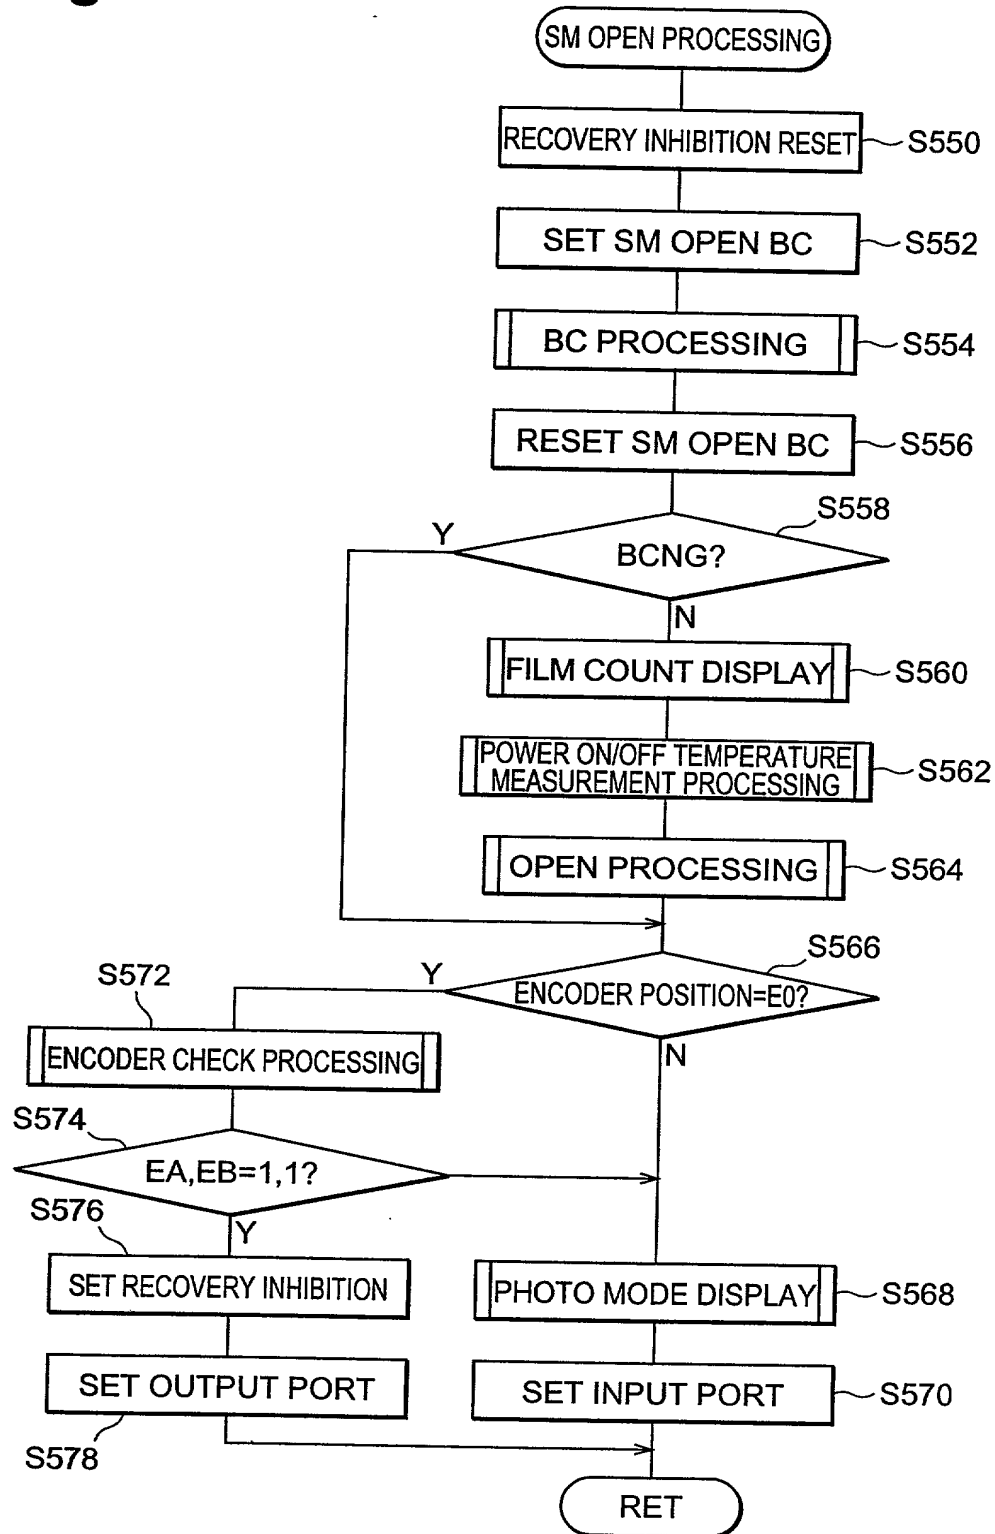 SM OPEN PROCESSING
RECOVERY INHIBITION RESET
S550
SET SM OPEN BC
S552
BC PROCESSING
S554
RESET SM OPEN BC
S556
S558
Y
BCNG?
N
FILM COUNT DISPLAY
S560
POWER ON/OFF TEMPERATURE
MEASUREMENT PROCESSING
S562
OPEN PROCESSING
S564
S566
Y
ENCODER POSITION=E0?
N
S572
ENCODER CHECK PROCESSING
S574
EA,EB=1,1?
Y
S576
SET RECOVERY INHIBITION
PHOTO MODE DISPLAY
S568
SET OUTPUT PORT
S578
SET INPUT PORT
S570
RET